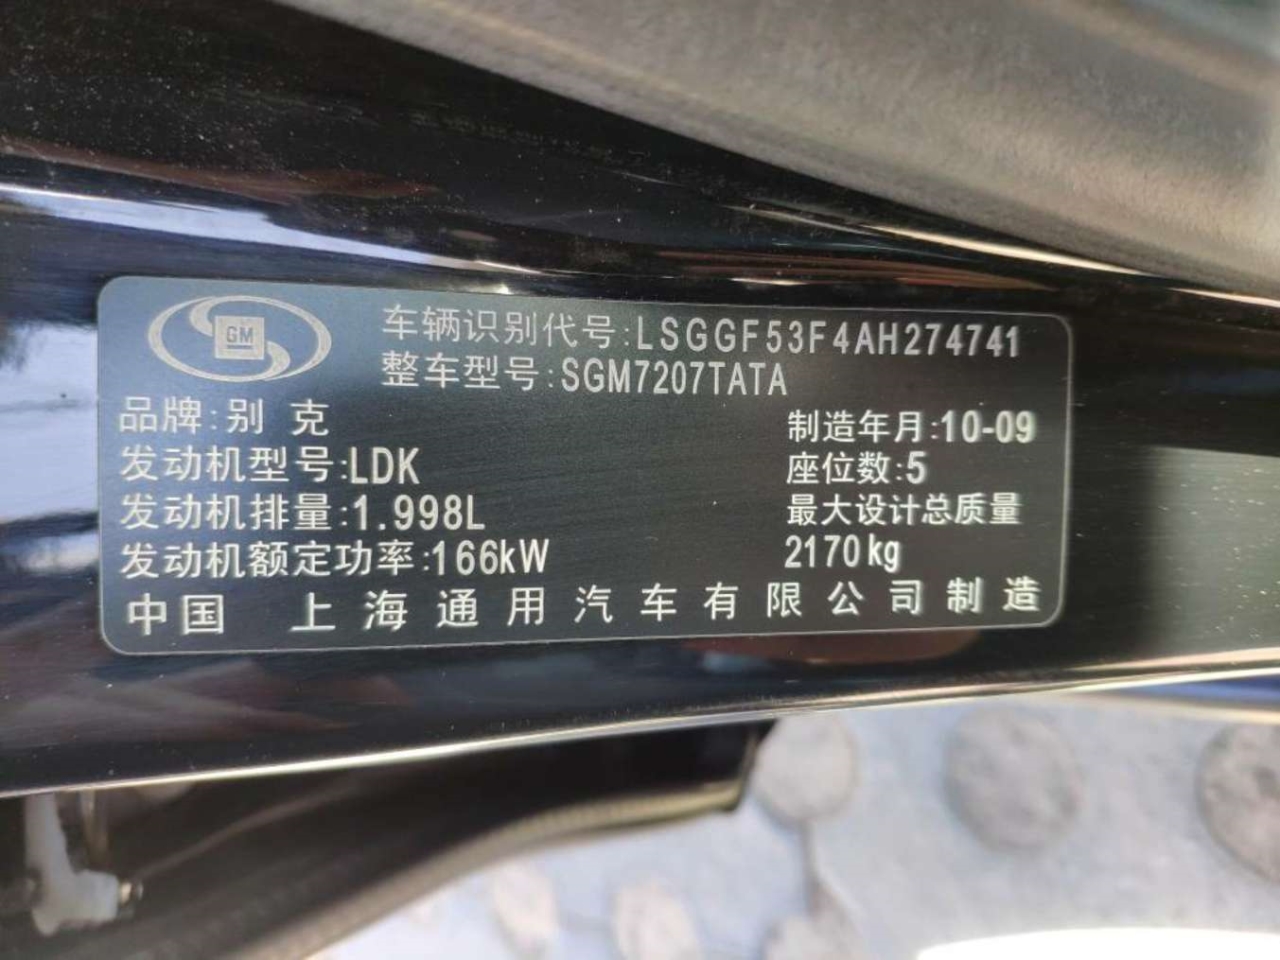 GM
车辆识别代号:LSGGF53F4AH274741
整车型号:SGM7207TATA
品牌:别克
制造年月:10-09
发动机型号:LDK
座位数:5
发动机排量:1.998L
最大设计总质量
发动机额定功率:166kW
2170kg
中国 上海通用汽车有限公司制造